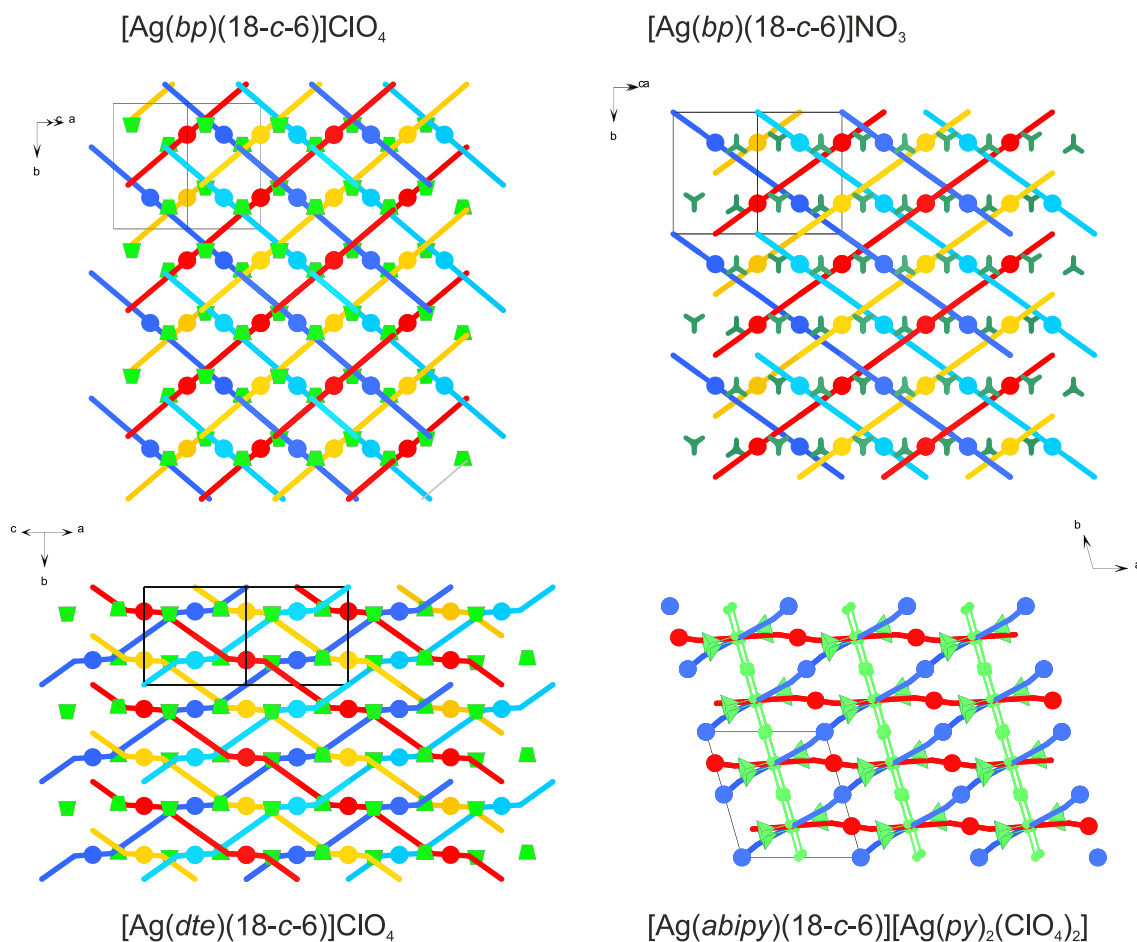 [Ag(bp)(18-c-6)]ClO₄
[Ag(bp)(18-c-6)]NO₃
c a
b
ca
b
c a
b
b
a
[Ag(dte)(18-c-6)]ClO₄
[Ag(abipy)(18-c-6)][Ag(py)₂(ClO₄)₂]